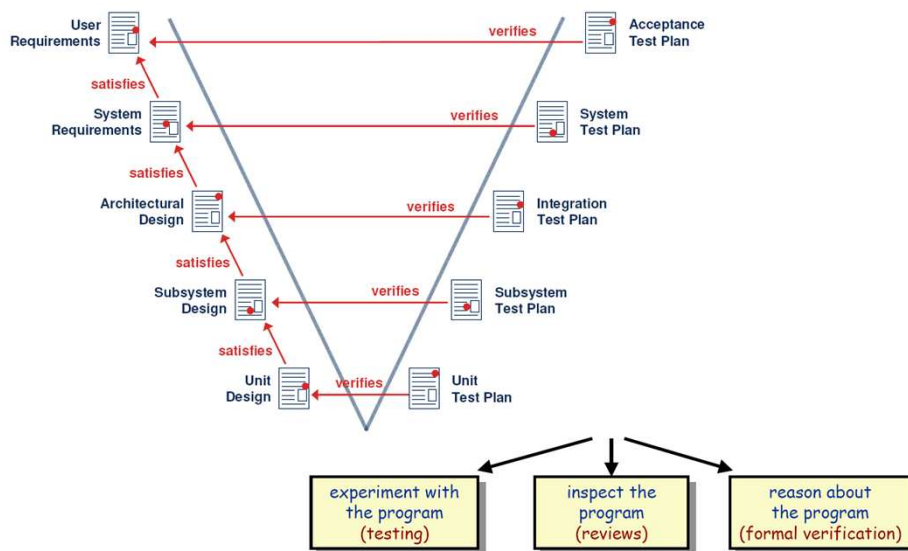 User
Requirements
verifies
Acceptance
Test Plan
satisfies
System
Requirements
verifies
System
Test Plan
satisfies
Architectural
Design
verifies
Integration
Test Plan
satisfies
Subsystem
Design
verifies
Subsystem
Test Plan
satisfies
Unit
Design
verifies
Unit
Test Plan
experiment with
the program
(testing)
inspect the
program
(reviews)
reason about
the program
(formal verification)